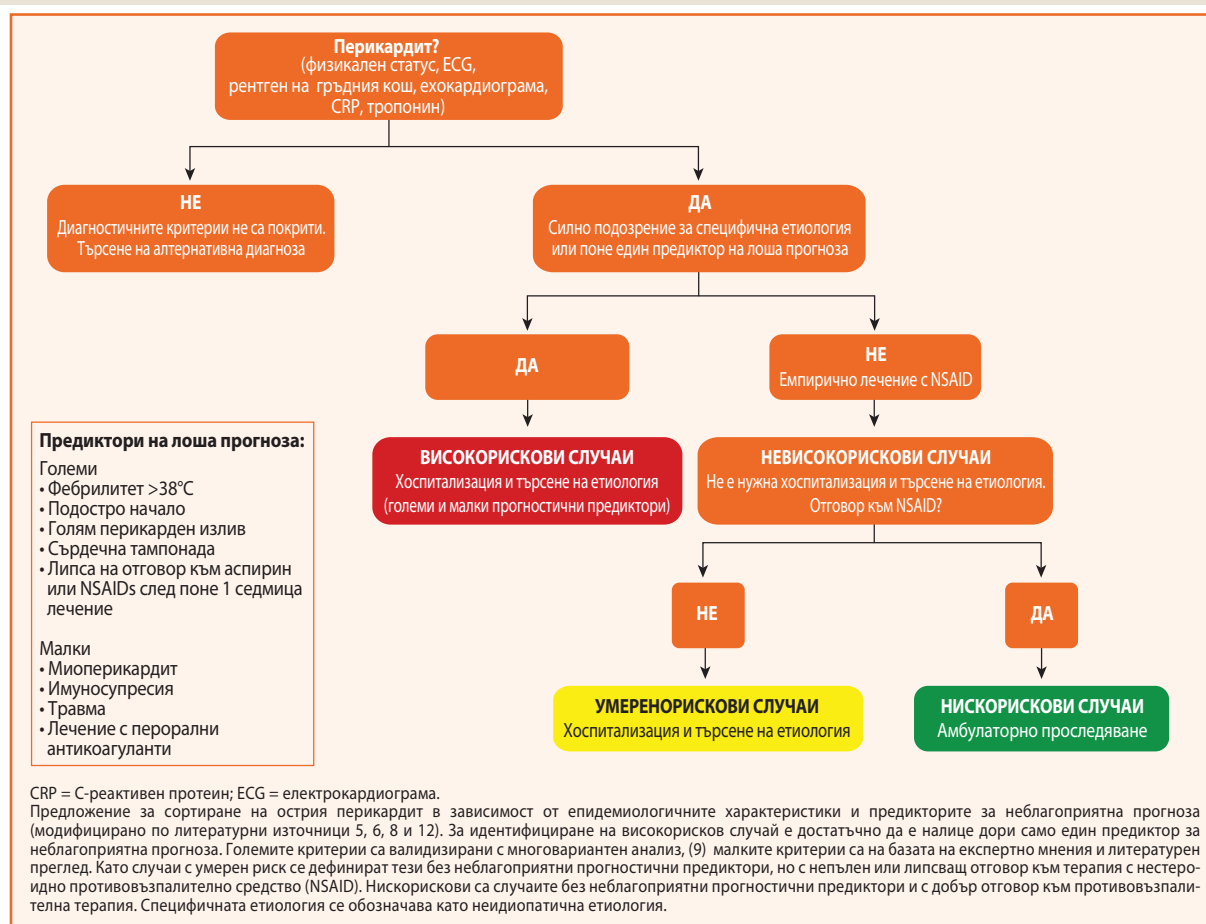 Перикардит?
(физикален статус, ECG,
рентген на гръдния кош, ехокардиограма,
CRP, тропонин)
НЕ
Диагностичните критерии не са покрити.
Търсене на алтернативна диагноза
ДА
Силно подозрение за специфична етиология
или поне един предиктор на лоша прогноза
ДА
НЕ
Емпирично лечение с NSAID
ВИСОКОРИСКОВИ СЛУЧАИ
Хоспитализация и търсене на етиология
(големи и малки прогностични предиктори)
НЕВИСОКОРИСКОВИ СЛУЧАИ
Не е нужна хоспитализация и търсене на етиология.
Отговор към NSAID?
НЕ
ДА
УМЕРЕНОРИСКОВИ СЛУЧАИ
Хоспитализация и търсене на етиология
НИСКОРИСКОВИ СЛУЧАИ
Амбулаторно проследяване
Предиктори на лоша прогноза:
Големи
• Фебрилитет >38°C
• Подостро начало
• Голям перикарден излив
• Сърдечна тампонада
• Липса на отговор към аспирин
или NSAIDs след поне 1 седмица
лечение
Малки
• Миоперикардит
• Имуносупресия
• Травма
• Лечение с перорални
антикоагуланти
CRP = С-реактивен протеин; ECG = електрокардиограма.
Предложение за сортиране на острия перикардит в зависимост от епидемиологичните характеристики и предикторите за неблагоприятна прогноза
(модифицирано по литературни източници 5, 6, 8 и 12). За идентифициране на високорисков случай е достатъчно да е налице дори само един предиктор за
неблагоприятна прогноза. Големите критерии са валидизирани с многовариантен анализ, (9) малките критерии са на базата на експертно мнения и литературен
преглед. Като случаи с умерен риск се дефинират тези без неблагоприятни прогностични предиктори, но с непълен или липсващ отговор към терапия с нестеро-
идно противовъзпалително средство (NSAID). Нискорискови са случаите без неблагоприятни прогностични предиктори и с добър отговор към противовъзпали-
телна терапия. Специфичната етиология се обозначава като неидиопатична етиология.